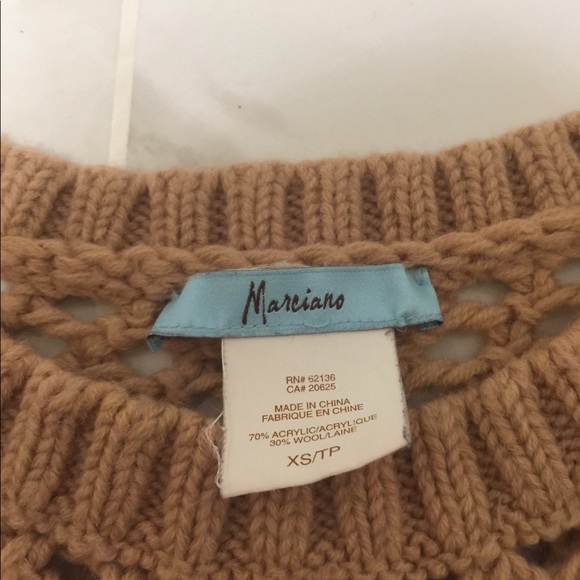 Marciano
RN# 62136
CA# 20625
MADE IN CHINA
FABRIQUE EN CHINE
70% ACRYLIC/ACRYLIQUE
30% WOOL/LAINE
XS/TP